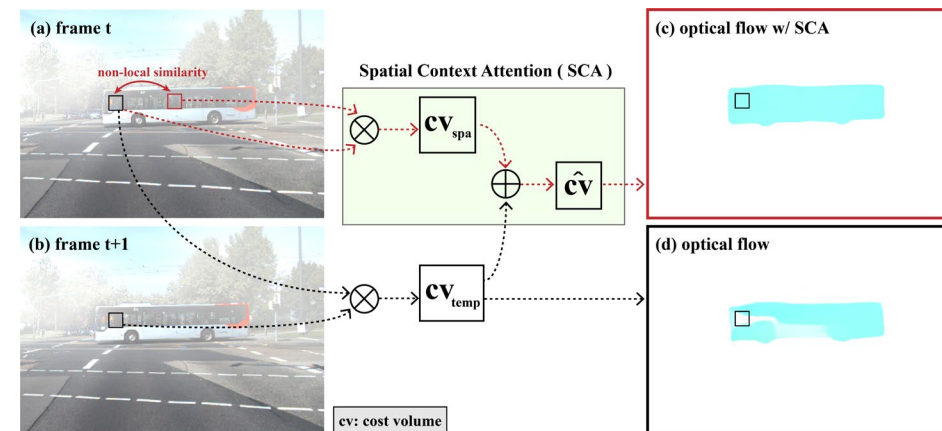 (a) frame t
non-local similarity
Spatial Context Attention ( SCA )
cv spa
ĉv
(c) optical flow w/ SCA
(b) frame t+1
cv temp
(d) optical flow
cv: cost volume